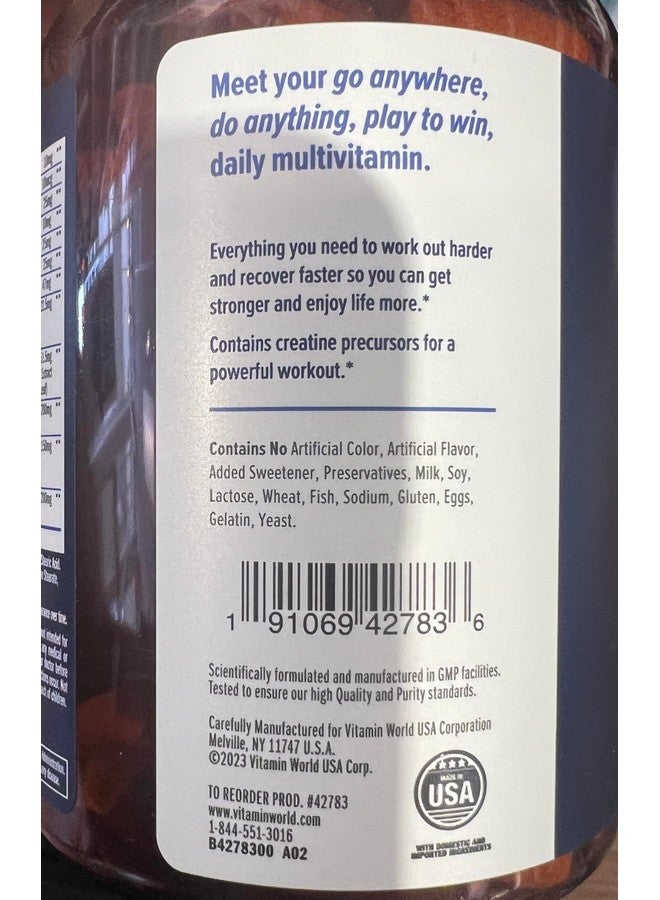 Meet your go anywhere,
do anything, play to win,
daily multivitamin.
Everything you need to work out harder
and recover faster so you can get
stronger and enjoy life more.*
Contains creatine precursors for a
powerful workout.*
Contains No Artificial Color, Artificial Flavor,
Added Sweetener, Preservatives, Milk, Soy,
Lactose, Wheat, Fish, Sodium, Gluten, Eggs,
Gelatin, Yeast.
1 91069 42783 6
Scientifically formulated and manufactured in GMP facilities.
Tested to ensure our high Quality and Purity standards.
Carefully Manufactured for Vitamin World USA Corporation
Melville, NY 11747 U.S.A.
©2023 Vitamin World USA Corp.
TO REORDER PROD. #42783
www.vitaminworld.com
1-844-551-3016
B4278300 A02
MADE IN
USA
WITH DOMESTIC AND
IMPORTED INGREDIENTS